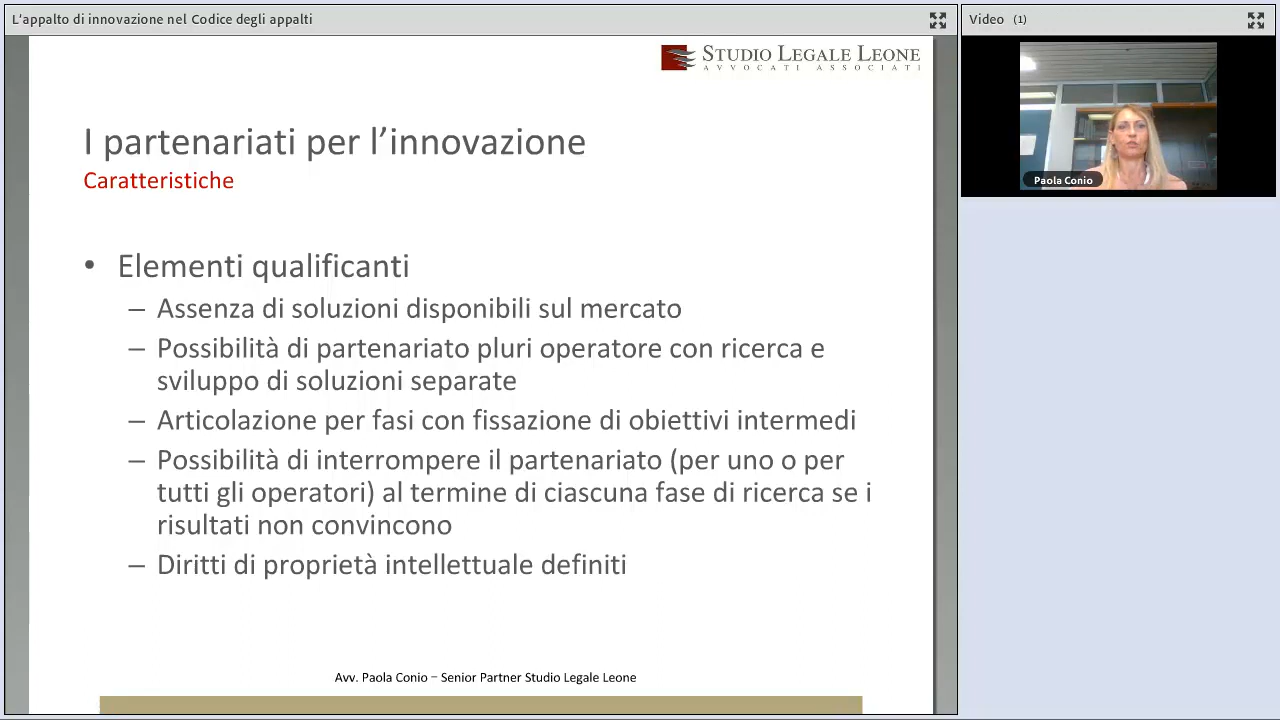 L'appalto di innovazione nel Codice degli appalti
Video (1)
STUDIO LEGALE LEONE
AVVOCATI ASSOCIATI
Paola Conio
I partenariati per l’innovazione
Caratteristiche
• Elementi qualificanti
– Assenza di soluzioni disponibili sul mercato
– Possibilità di partenariato pluri operatore con ricerca e
sviluppo di soluzioni separate
– Articolazione per fasi con fissazione di obiettivi intermedi
– Possibilità di interrompere il partenariato (per uno o per
tutti gli operatori) al termine di ciascuna fase di ricerca se i
risultati non convincono
– Diritti di proprietà intellettuale definiti
Avv. Paola Conio – Senior Partner Studio Legale Leone